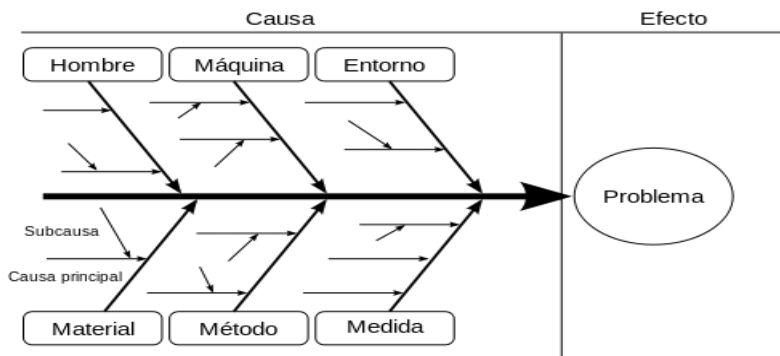 Causa
Efecto
Hombre
Máquina
Entorno
Problema
Subcausa
Causa principal
Material
Método
Medida